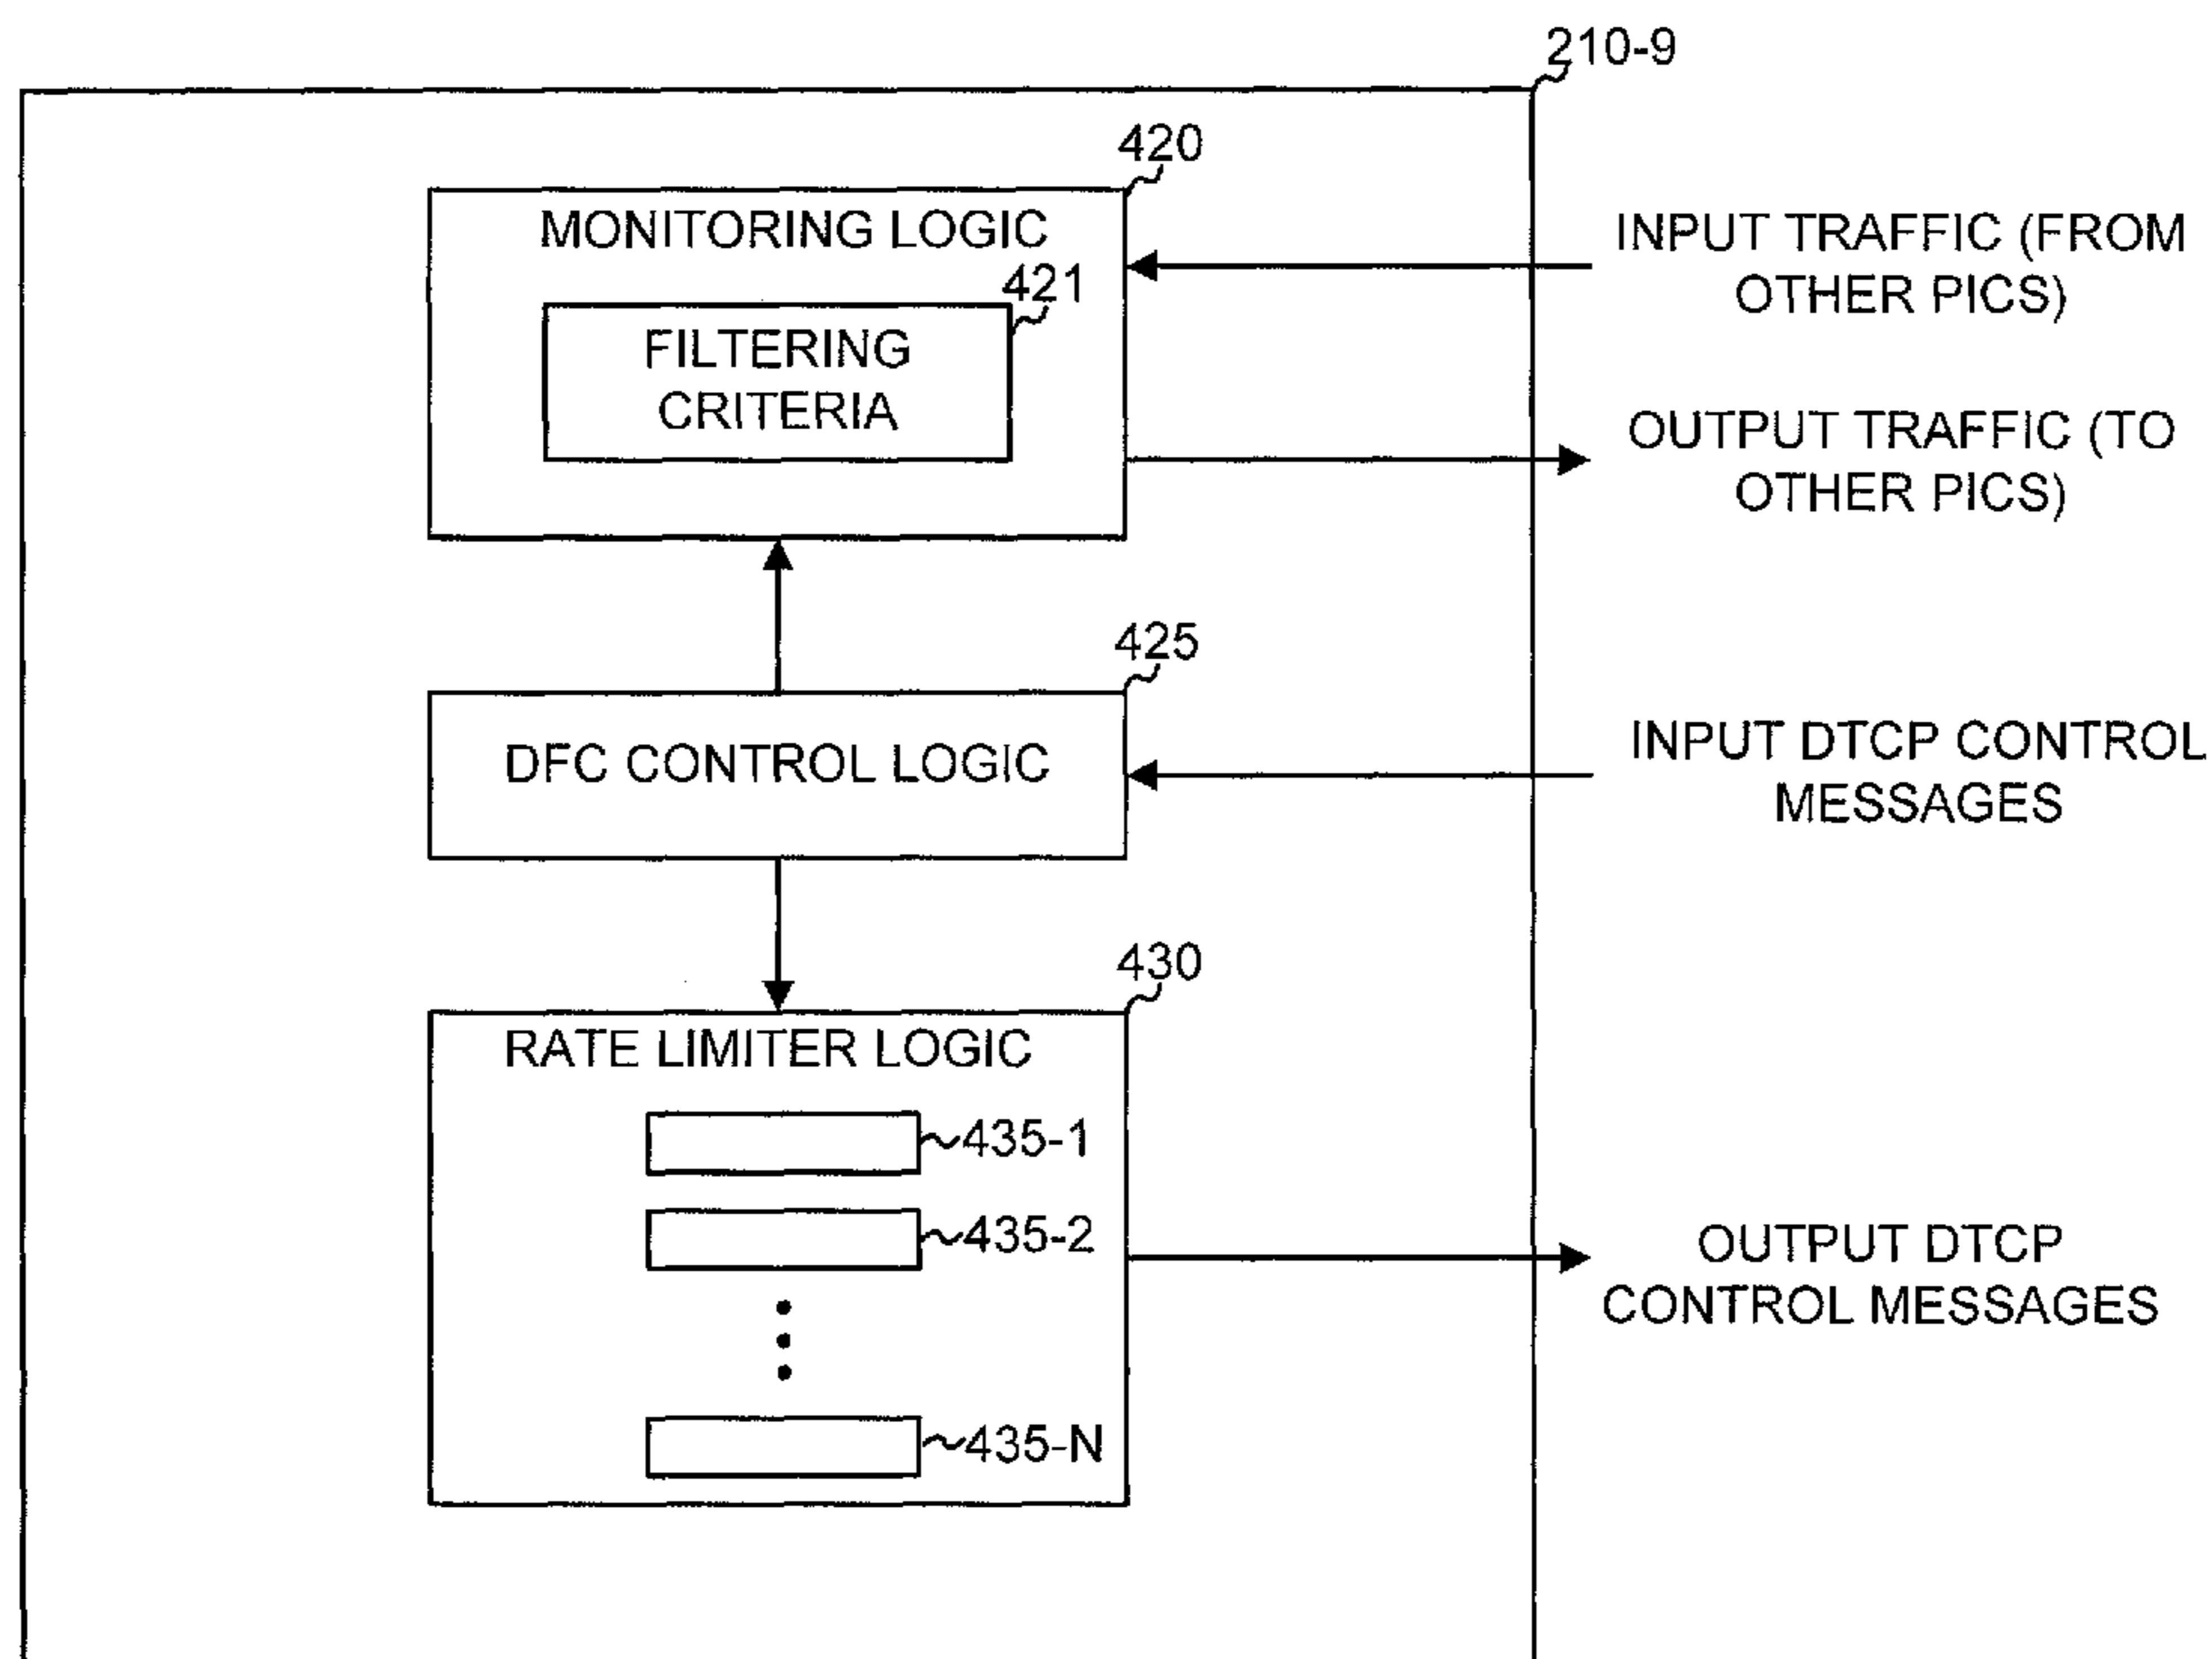 210-9
420
MONITORING LOGIC
421
FILTERING
CRITERIA
INPUT TRAFFIC (FROM
OTHER PICS)
OUTPUT TRAFFIC (TO
OTHER PICS)
425
DFC CONTROL LOGIC
INPUT DTCP CONTROL
MESSAGES
430
RATE LIMITER LOGIC
435-1
435-2
435-N
OUTPUT DTCP
CONTROL MESSAGES